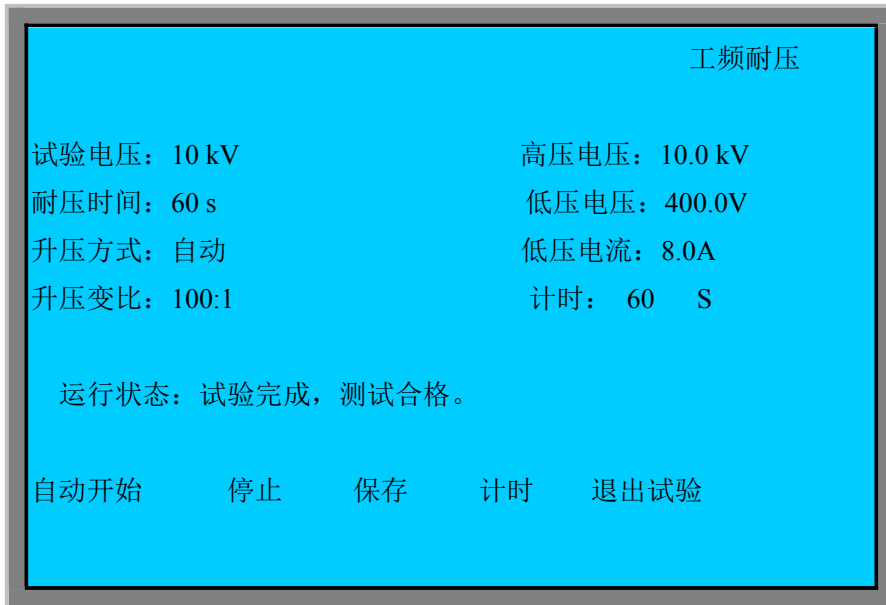 工频耐压
试验电压：10 kV 高压电压：10.0 kV
耐压时间：60 s 低压电压：400.0V
升压方式：自动 低压电流：8.0A
升压变比：100:1 计时： 60 S
运行状态：试验完成，测试合格。
自动开始 停止 保存 计时 退出试验